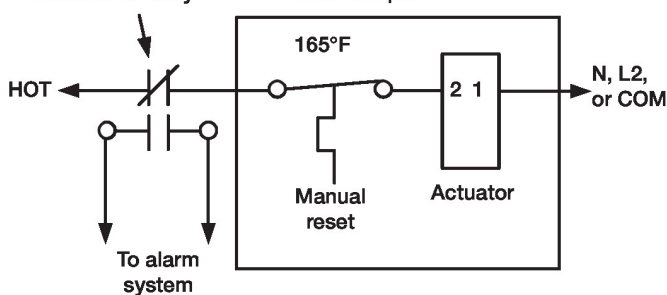 165°F
HOT
2 1
N, L2,
or COM
Manual
reset
Actuator
To alarm
system